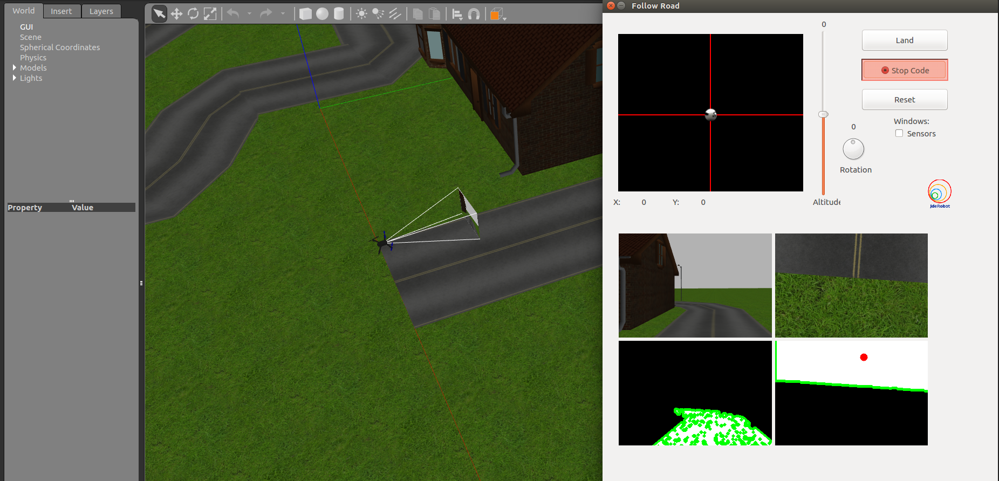 World Insert Layers
GUI
Scene
Spherical Coordinates
Physics
Models
Lights
Property Value
Follow Road
0
Land
Stop Code
Reset
Windows:
Sensors
0
Rotation
X: 0 Y: 0
Altitude
JdeRobot